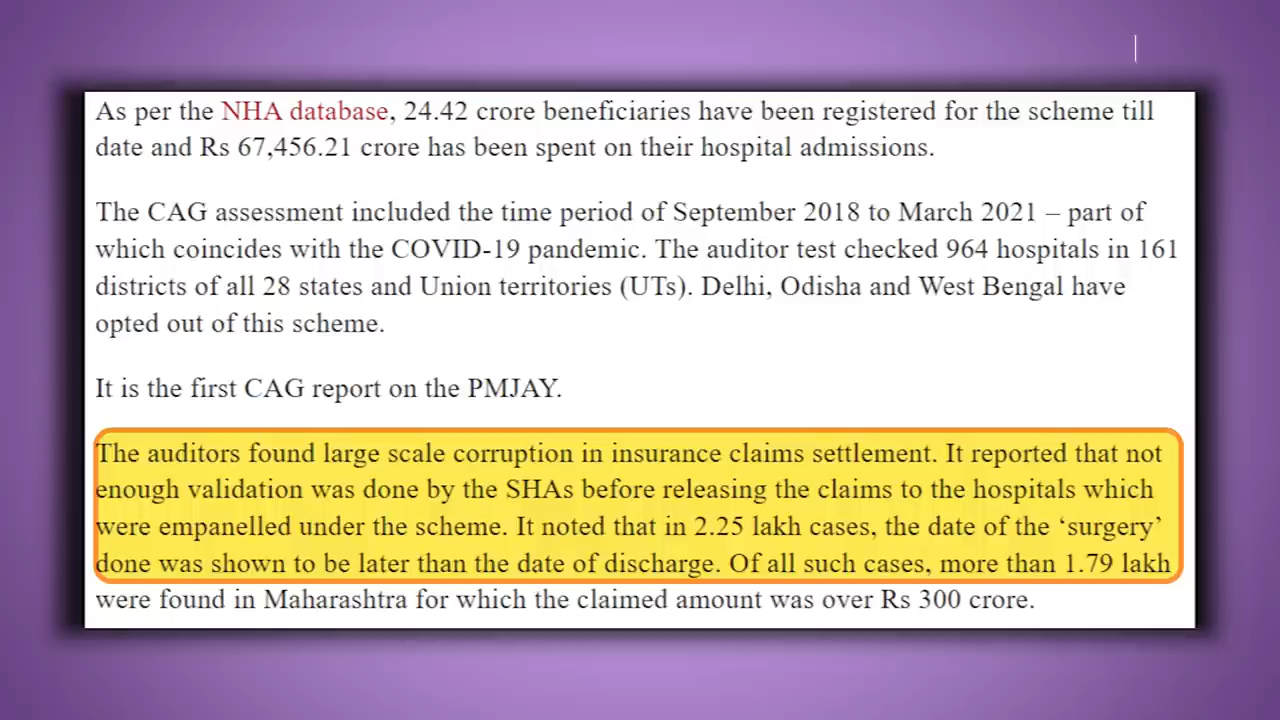 As per the NHA database, 24.42 crore beneficiaries have been registered for the scheme till
date and Rs 67,456.21 crore has been spent on their hospital admissions.
The CAG assessment included the time period of September 2018 to March 2021 – part of
which coincides with the COVID-19 pandemic. The auditor test checked 964 hospitals in 161
districts of all 28 states and Union territories (UTs). Delhi, Odisha and West Bengal have
opted out of this scheme.
It is the first CAG report on the PMJAY.
The auditors found large scale corruption in insurance claims settlement. It reported that not
enough validation was done by the SHAs before releasing the claims to the hospitals which
were empanelled under the scheme. It noted that in 2.25 lakh cases, the date of the ‘surgery’
done was shown to be later than the date of discharge. Of all such cases, more than 1.79 lakh
were found in Maharashtra for which the claimed amount was over Rs 300 crore.